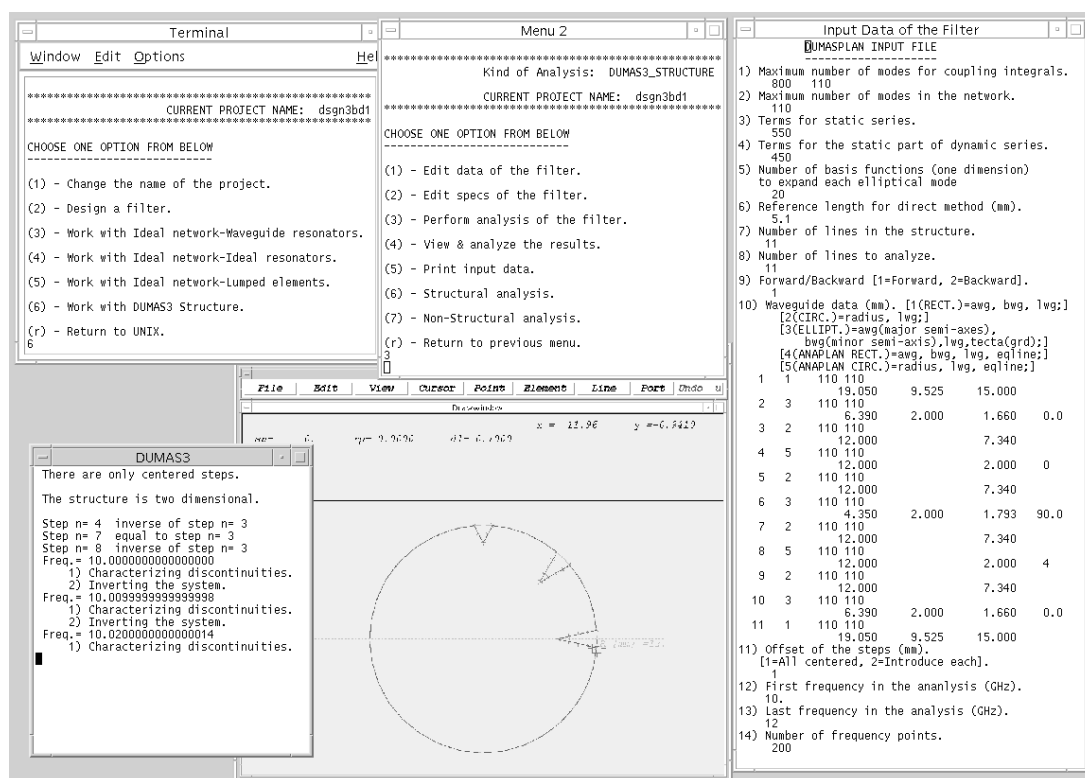 Terminal
Window Edit Options Hel
****************************************************
CURRENT PROJECT NAME: dsgn3bd1
****************************************************
CHOOSE ONE OPTION FROM BELOW
----------------------------
(1) - Change the name of the project.
(2) - Design a filter.
(3) - Work with Ideal network-Waveguide resonators.
(4) - Work with Ideal network-Ideal resonators.
(5) - Work with Ideal network-Lumped elements.
(6) - Work with DUMAS3 Structure.
(r) - Return to UNIX.
6
Menu 2
****************************************************
Kind of Analysis: DUMAS3_STRUCTURE
CURRENT PROJECT NAME: dsgn3bd1
****************************************************
CHOOSE ONE OPTION FROM BELOW
----------------------------
(1) - Edit data of the filter.
(2) - Edit specs of the filter.
(3) - Perform analysis of the filter.
(4) - View & analyze the results.
(5) - Print input data.
(6) - Structural analysis.
(7) - Non-Structural analysis.
(r) - Return to previous menu.
3
Input Data of the Filter
DUMASPLAN INPUT FILE
--------------------
1) Maximum number of modes for coupling integrals.
800 110
2) Maximum number of modes in the network.
110
3) Terms for static series.
550
4) Terms for the static part of dynamic series.
450
5) Number of basis functions (one dimension)
to expand each elliptical mode
20
6) Reference length for direct method (mm).
5.1
7) Number of lines in the structure.
11
8) Number of lines to analyze.
11
9) Forward/Backward [1=Forward, 2=Backward].
1
10) Waveguide data (mm). [1(RECT.)=awg, bwg, lwg;]
[2(CIRC.)=radius, lwg;]
[3(ELLIPT.)=awg(major semi-axes),
bwg(minor semi-axis),lwg,tecta(grd);]
[4(ANAPLAN RECT.)=awg, bwg, lwg, eqline;]
[5(ANAPLAN CIRC.)=radius, lwg, eqline;]
1 1 110 110
19.050 9.525 15.000
2 3 110 110
6.390 2.000 1.660 0.0
3 2 110 110
12.000 7.340
4 5 110 110
12.000 2.000 0
5 2 110 110
12.000 7.340
6 3 110 110
4.350 2.000 1.793 90.0
7 2 110 110
12.000 7.340
8 5 110 110
12.000 2.000 4
9 2 110 110
12.000 7.340
10 3 110 110
6.390 2.000 1.660 0.0
11 1 110 110
19.050 9.525 15.000
11) Offset of the steps (mm).
[1=All centered, 2=Introduce each].
1
12) First frequency in the ananlysis (GHz).
10.
13) Last frequency in the analysis (GHz).
12
14) Number of frequency points.
200
File Edit View Cursor Point Element Line Port Undo u
Drawwindow
DUMAS3
There are only centered steps.
The structure is two dimensional.
Step n= 4 inverse of step n= 3
Step n= 7 equal to step n= 3
Step n= 8 inverse of step n= 3
Freq.= 10.0000000000000000
1) Characterizing discontinuities.
2) Inverting the system.
Freq.= 10.0099999999999998
1) Characterizing discontinuities.
2) Inverting the system.
Freq.= 10.0200000000000014
1) Characterizing discontinuities.